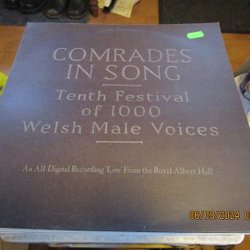 COMRADES
IN SONG
Tenth Festival
of 1000
Welsh Male Voices
An All Digital Recording 'Live' From the Royal Albert Hall
06/03/2024